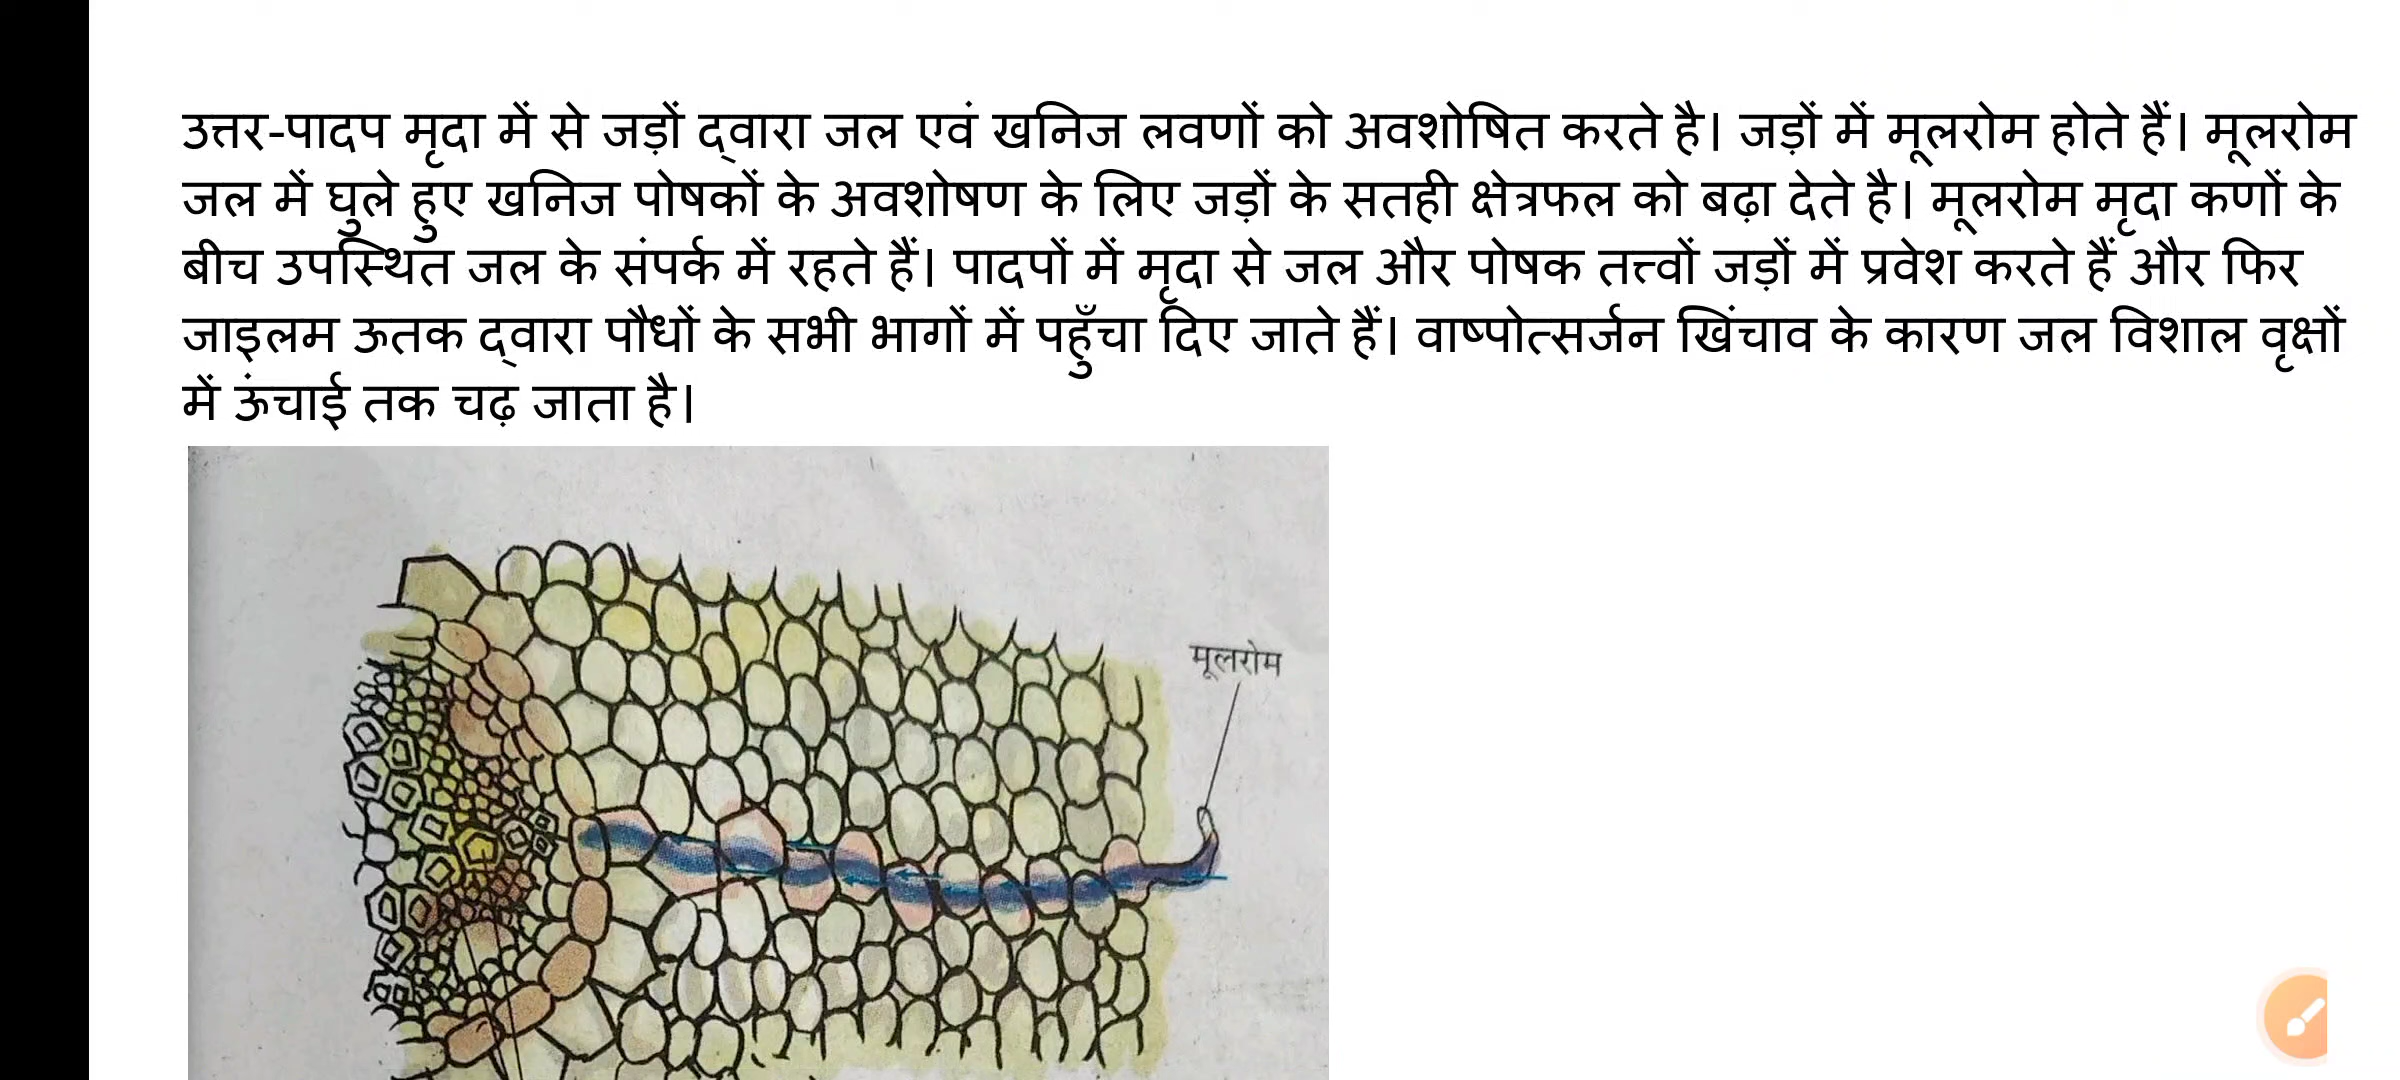 उत्तर-पादप मृदा में से जड़ों द्वारा जल एवं खनिज लवणों को अवशोषित करते है। जड़ों में मूलरोम होते हैं। मूलरोम
जल में घुले हुए खनिज पोषकों के अवशोषण के लिए जड़ों के सतही क्षेत्रफल को बढ़ा देते है। मूलरोम मृदा कणों के
बीच उपस्थित जल के संपर्क में रहते हैं। पादपों में मृदा से जल और पोषक तत्त्वों जड़ों में प्रवेश करते हैं और फिर
जाइलम ऊतक द्वारा पौधों के सभी भागों में पहुँचा दिए जाते हैं। वाष्पोत्सर्जन खिंचाव के कारण जल विशाल वृक्षों
में ऊंचाई तक चढ़ जाता है।
मूलरोम